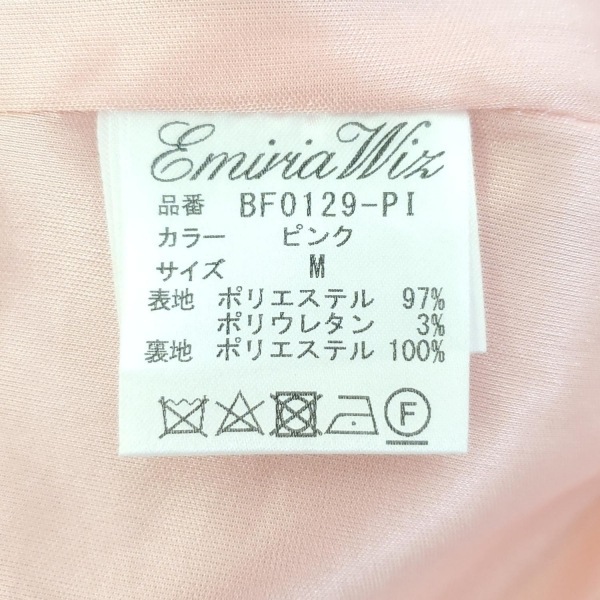 EmiriaWiz
品番 BF0129-PI
カラー ピンク
サイズ M
表地 ポリエステル 97%
ポリウレタン 3%
裏地 ポリエステル 100%
F